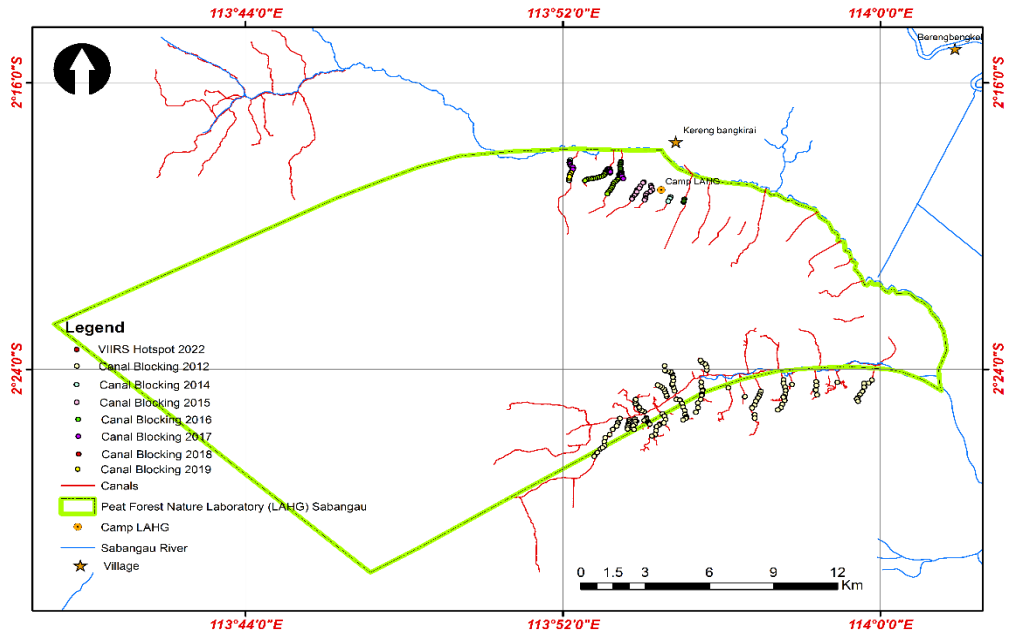 113°44'0"E
113°52'0"E
114°0'0"E
Berengbengkel
2°16'0"S
2°16'0"S
Kereng bangkirai
Camp LAHG
Legend
VIIRS Hotspot 2022
Canal Blocking 2012
Canal Blocking 2014
Canal Blocking 2015
Canal Blocking 2016
Canal Blocking 2017
Canal Blocking 2018
Canal Blocking 2019
Canals
Peat Forest Nature Laboratory (LAHG) Sabangau
Camp LAHG
Sabangau River
Village
2°24'0"S
2°24'0"S
0 1.5 3 6 9 12
Km
113°44'0"E
113°52'0"E
114°0'0"E